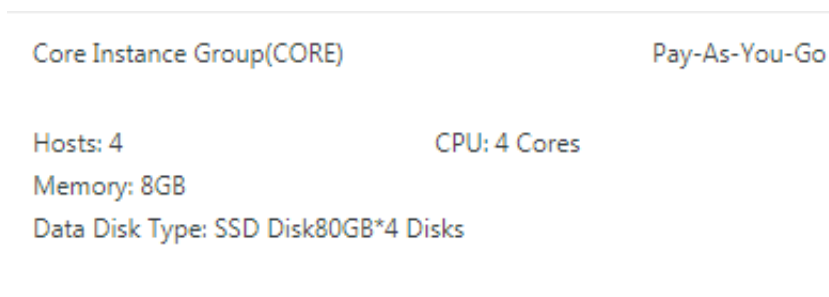 Core Instance Group(CORE) Pay-As-You-Go
Hosts: 4 CPU: 4 Cores
Memory: 8GB
Data Disk Type: SSD Disk80GB*4 Disks